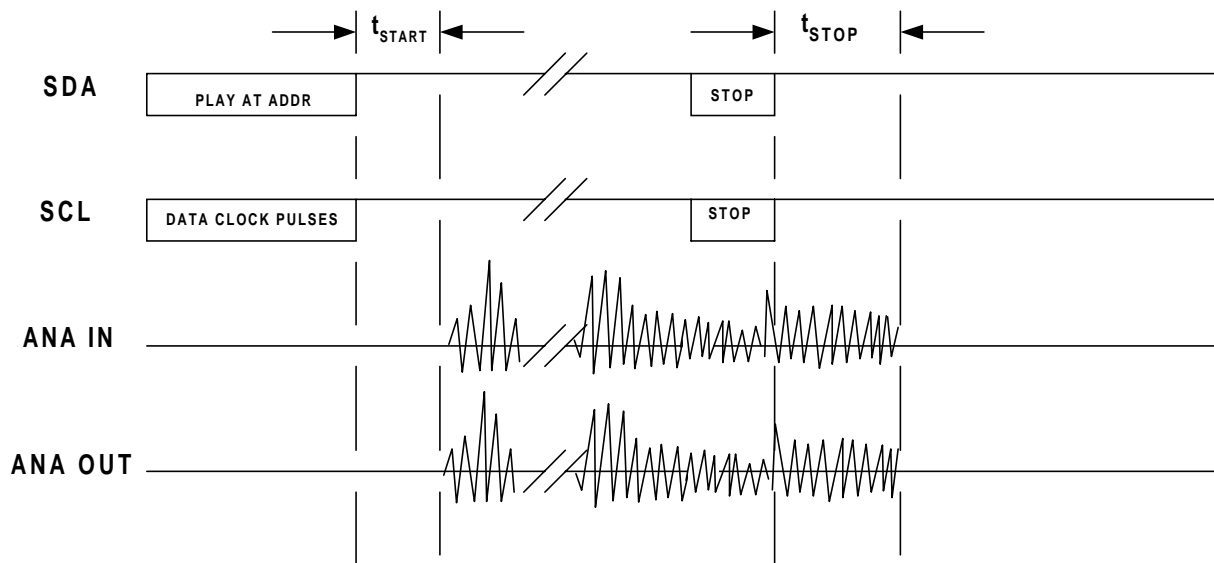 tSTART
tSTOP
SDA
PLAY AT ADDR
STOP
SCL
DATA CLOCK PULSES
STOP
ANA IN
ANA OUT